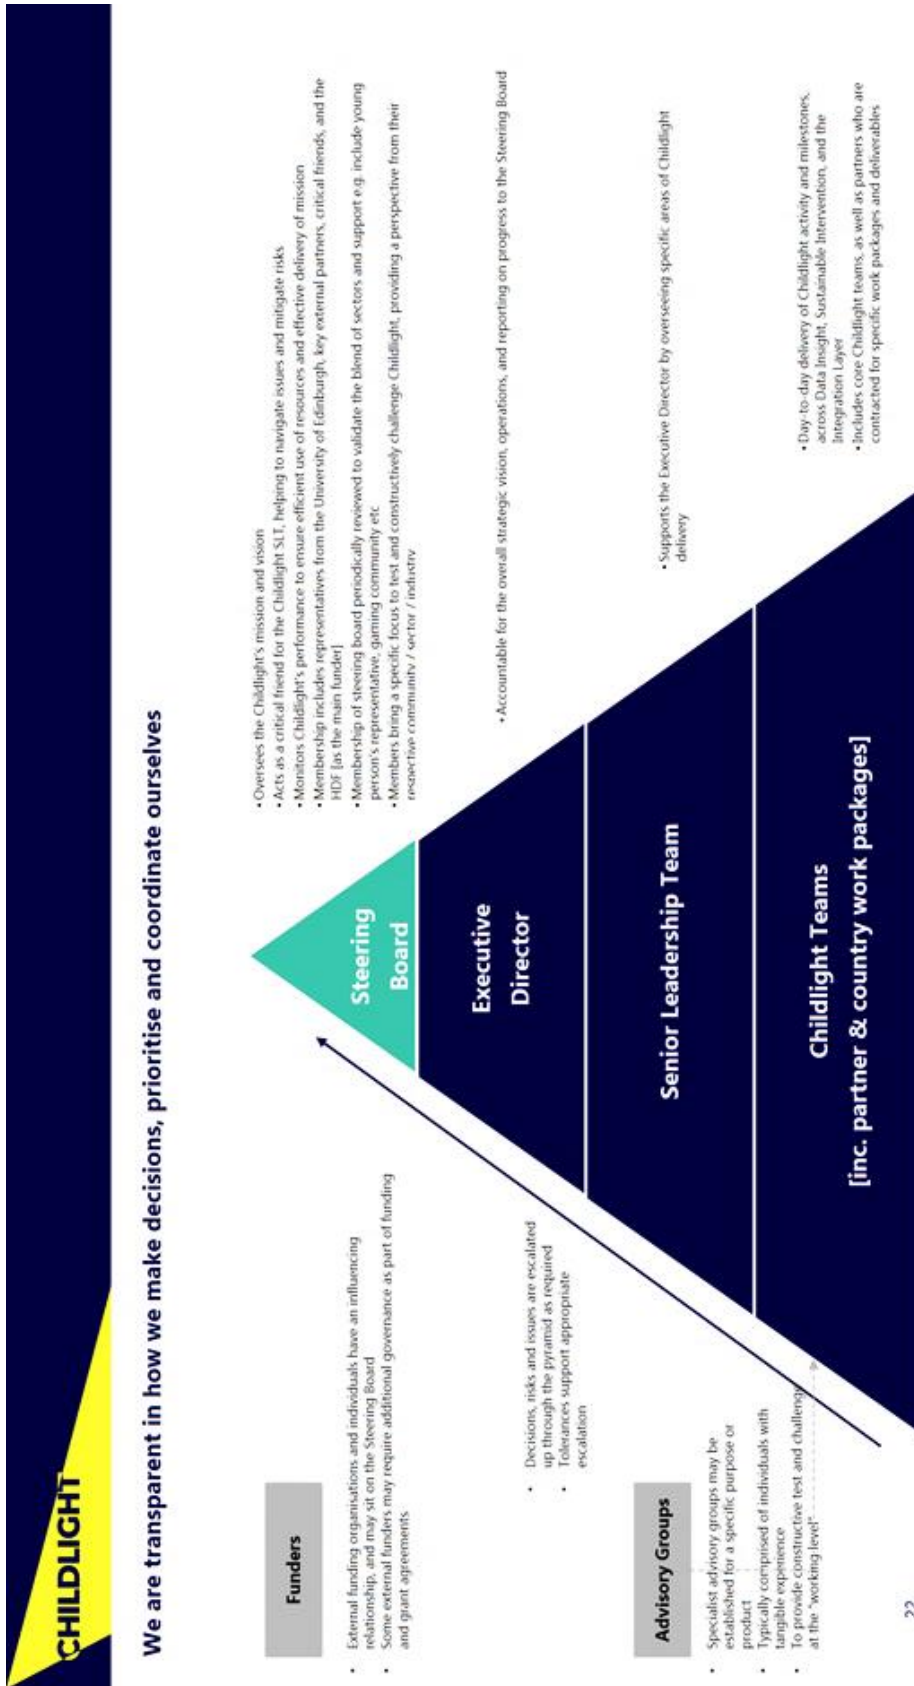 CHILDLIGHT
We are transparent in how we make decisions, prioritise and coordinate ourselves
Funders
• External funding organisations and individuals have an influencing
relationship, and may sit on the Steering Board
• Some external funders may require additional governance as part of funding
and grant agreements
• Decisions, risks and issues are escalated
up through the pyramid as required
• Tolerances support appropriate
escalation
Advisory Groups
• Specialist advisory groups may be
established for a specific purpose or
product
• Typically comprised of individuals with
tangible experience
• To provide constructive test and challenge
at the "working level"
Steering
Board
Executive
Director
Senior Leadership Team
Childlight Teams
[inc. partner & country work packages]
• Oversees the Childlight's mission and vision
• Acts as a critical friend for the Childlight SLT, helping to navigate issues and mitigate risks
• Monitors Childlight's performance to ensure efficient use of resources and effective delivery of mission
• Membership includes representatives from the University of Edinburgh, key external partners, critical friends, and the
HDF [as the main funder]
• Membership of steering board periodically reviewed to validate the blend of sectors and support e.g. include young
person's representative, gaming community etc
• Members bring a specific focus to test and constructively challenge Childlight, providing a perspective from their
respective community / sector / industry
• Accountable for the overall strategic vision, operations, and reporting on progress to the Steering Board
• Supports the Executive Director by overseeing specific areas of Childlight
delivery
• Day-to-day delivery of Childlight activity and milestones,
across Data Insight, Sustainable Intervention, and the
Integration Layer
• Includes core Childlight teams, as well as partners who are
contracted for specific work packages and deliverables
22